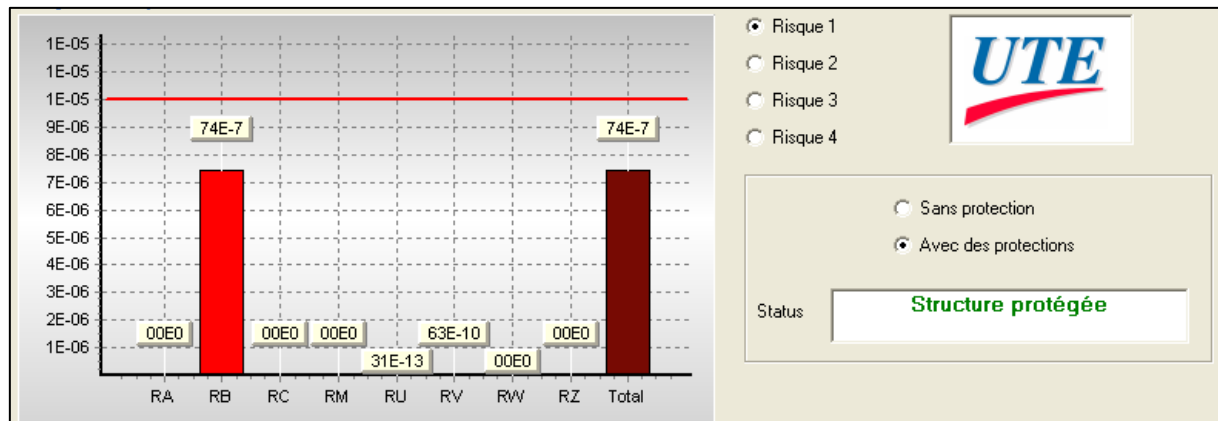 1E-05
1E-05
1E-05
9E-06
8E-06
7E-06
6E-06
5E-06
4E-06
3E-06
2E-06
1E-06
74E-7
74E-7
00E0
00E0
00E0
31E-13
63E-10
00E0
00E0
RA RB RC RM RU RV RW RZ Total
Risque 1
Risque 2
Risque 3
Risque 4
UTE
Sans protection
Avec des protections
Status Structure protégée